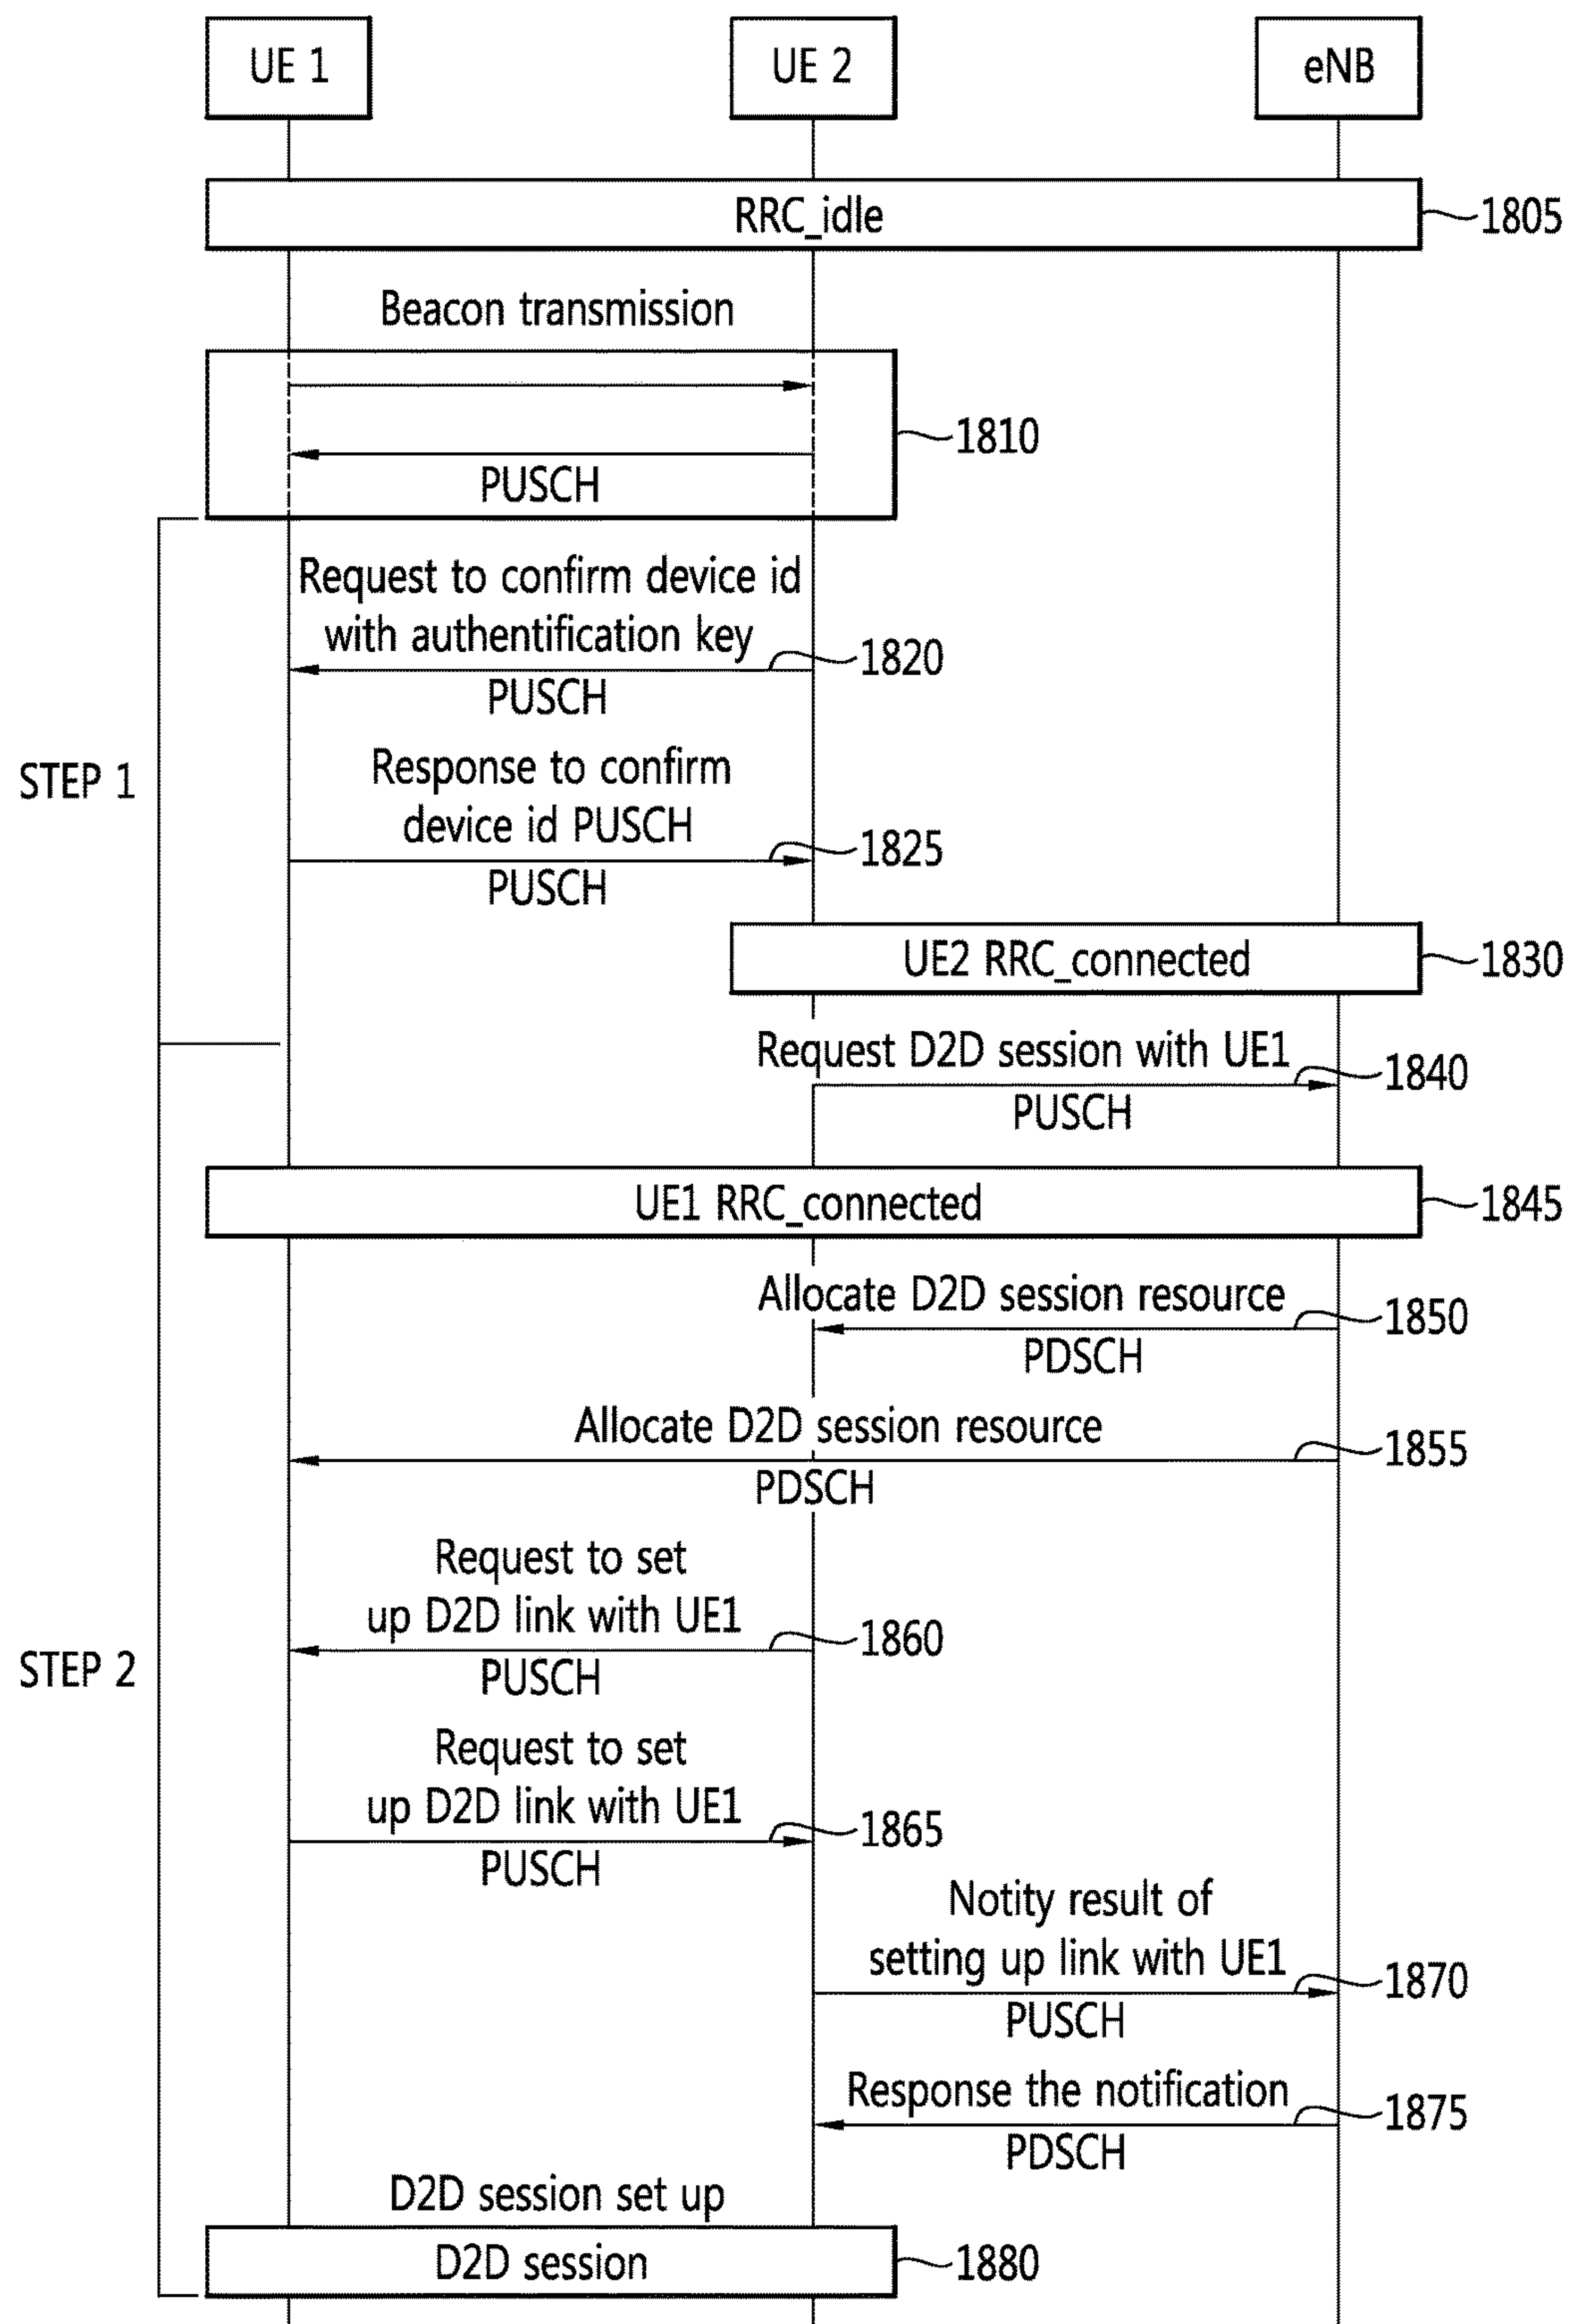 UE 1
UE 2
eNB
RRC_idle
1805
Beacon transmission
1810
PUSCH
Request to confirm device id
with authentification key
1820
PUSCH
STEP 1
Response to confirm
device id PUSCH
1825
PUSCH
UE2 RRC_connected
1830
Request D2D session with UE1
1840
PUSCH
UE1 RRC_connected
1845
Allocate D2D session resource
1850
PDSCH
Allocate D2D session resource
1855
PDSCH
Request to set
up D2D link with UE1
1860
STEP 2
PUSCH
Request to set
up D2D link with UE1
1865
PUSCH
Notity result of
setting up link with UE1
1870
PUSCH
Response the notification
1875
PDSCH
D2D session set up
D2D session
1880